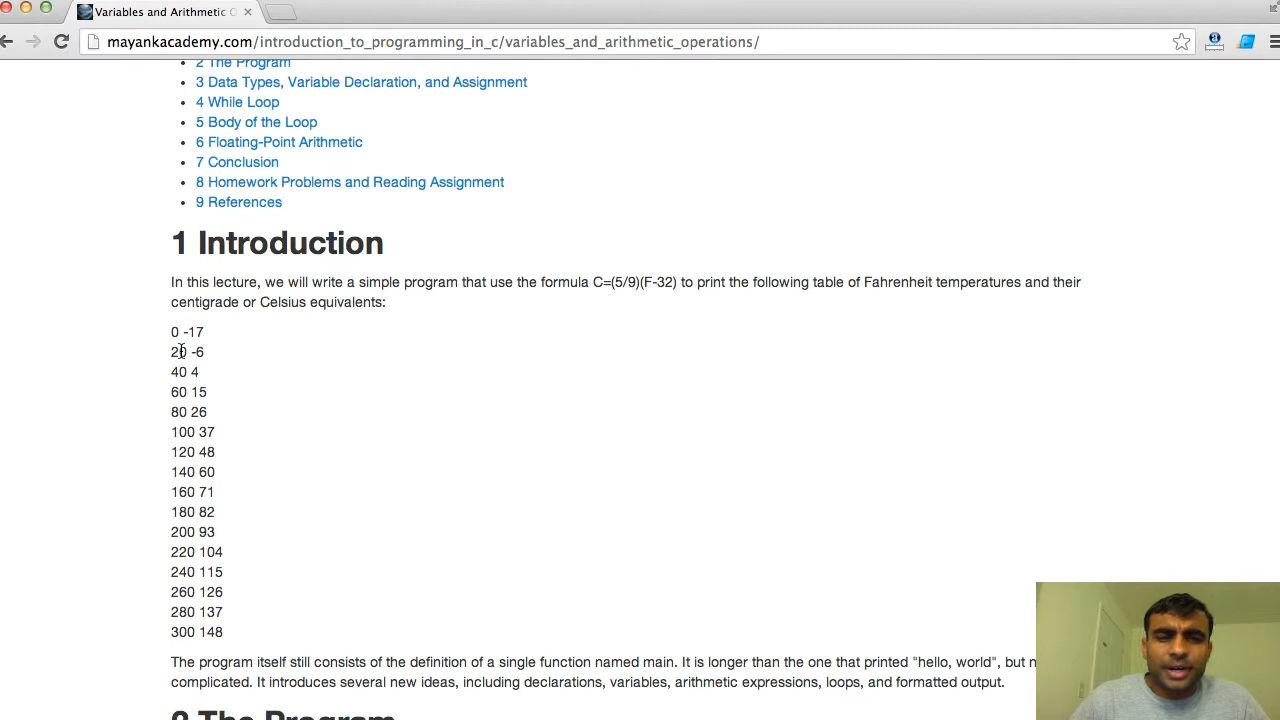 Variables and Arithmetic O
mayankacademy.com/introduction_to_programming_in_c/variables_and_arithmetic_operations/
2 The Program
3 Data Types, Variable Declaration, and Assignment
4 While Loop
5 Body of the Loop
6 Floating-Point Arithmetic
7 Conclusion
8 Homework Problems and Reading Assignment
9 References
1 Introduction
In this lecture, we will write a simple program that use the formula C=(5/9)(F-32) to print the following table of Fahrenheit temperatures and their
centigrade or Celsius equivalents:
0 -17
20 -6
40 4
60 15
80 26
100 37
120 48
140 60
160 71
180 82
200 93
220 104
240 115
260 126
280 137
300 148
The program itself still consists of the definition of a single function named main. It is longer than the one that printed "hello, world", but
complicated. It introduces several new ideas, including declarations, variables, arithmetic expressions, loops, and formatted output.
2 The Program